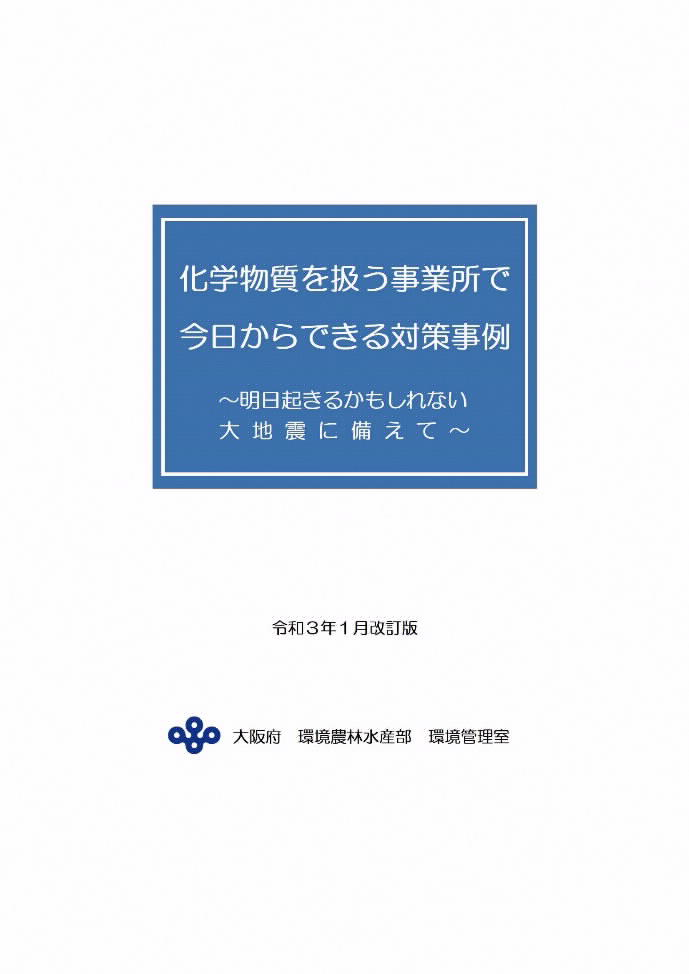 化学物質を扱う事業所で
今日からできる対策事例
～明日起きるかもしれない
大地震に備えて～
令和３年１月改訂版
大阪府　環境農林水産部　環境管理室